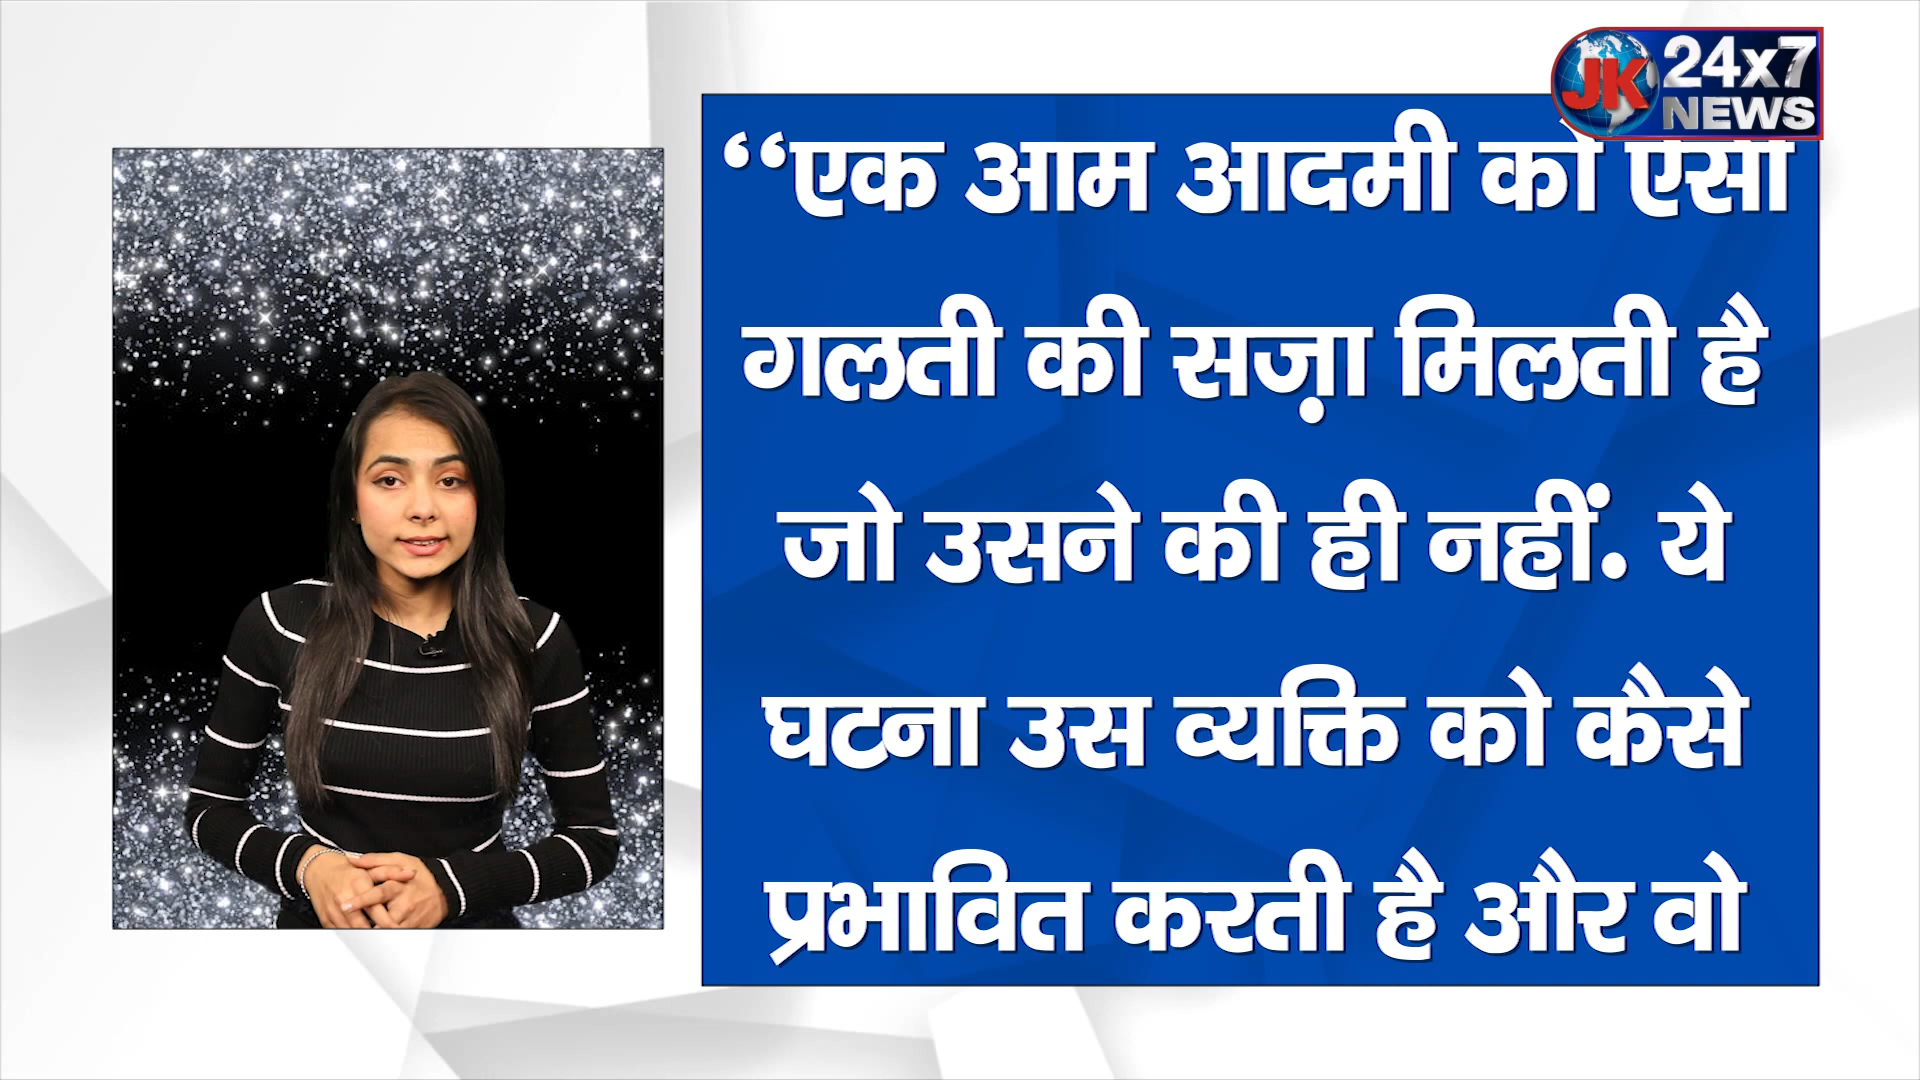 JK 24x7 NEWS
“एक आम आदमी को ऐसी
गलती की सज़ा मिलती है
जो उसने की ही नहीं. ये
घटना उस व्यक्ति को कैसे
प्रभावित करती है और वो